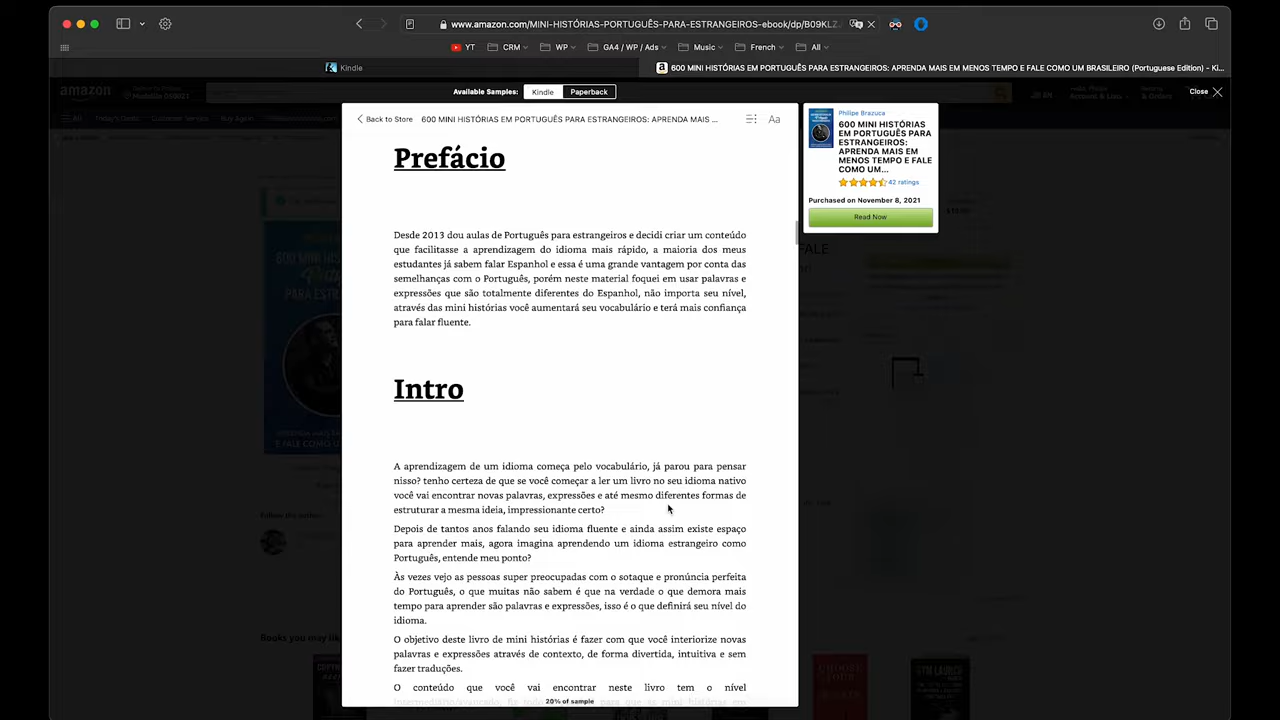 www.amazon.com/MINI-HISTÓRIAS-PORTUGUÊS-PARA-ESTRANGEIROS-ebook/dp/B09KLZ
YT CRM WP GA4 / WP / Ads Music French All
Kindle
600 MINI HISTÓRIAS EM PORTUGUÊS PARA ESTRANGEIROS: APRENDA MAIS EM MENOS TEMPO E FALE COMO UM BRASILEIRO (Portuguese Edition) - Ki...
amazon
Available Samples: Kindle Paperback
Close
Back to Store 600 MINI HISTÓRIAS EM PORTUGUÊS PARA ESTRANGEIROS: APRENDA MAIS ... Aa
Prefácio
Desde 2013 dou aulas de Português para estrangeiros e decidi criar um conteúdo
que facilitasse a aprendizagem do idioma mais rápido, a maioria dos meus
estudantes já sabem falar Espanhol e essa é uma grande vantagem por conta das
semelhanças com o Português, porém neste material foquei em usar palavras e
expressões que são totalmente diferentes do Espanhol, não importa seu nível,
através das mini histórias você aumentará seu vocabulário e terá mais confiança
para falar fluente.
Intro
A aprendizagem de um idioma começa pelo vocabulário, já parou para pensar
nisso? tenho certeza de que se você começar a ler um livro no seu idioma nativo
você vai encontrar novas palavras, expressões e até mesmo diferentes formas de
estruturar a mesma ideia, impressionante certo?
Depois de tantos anos falando seu idioma fluente e ainda assim existe espaço
para aprender mais, agora imagina aprendendo um idioma estrangeiro como
Português, entende meu ponto?
Às vezes vejo as pessoas super preocupadas com o sotaque e pronúncia perfeita
do Português, o que muitas não sabem é que na verdade o que demora mais
tempo para aprender são palavras e expressões, isso é o que definirá seu nível do
idioma.
O objetivo deste livro de mini histórias é fazer com que você interiorize novas
palavras e expressões através de contexto, de forma divertida, intuitiva e sem
fazer traduções.
O conteúdo que você vai encontrar neste livro tem o nível
20% of sample
Philipe Brazuca
600 MINI HISTÓRIAS
EM PORTUGUÊS PARA
ESTRANGEIROS:
APRENDA MAIS EM
MENOS TEMPO E FALE
COMO UM...
42 ratings
Purchased on November 8, 2021
Read Now
Books you may li